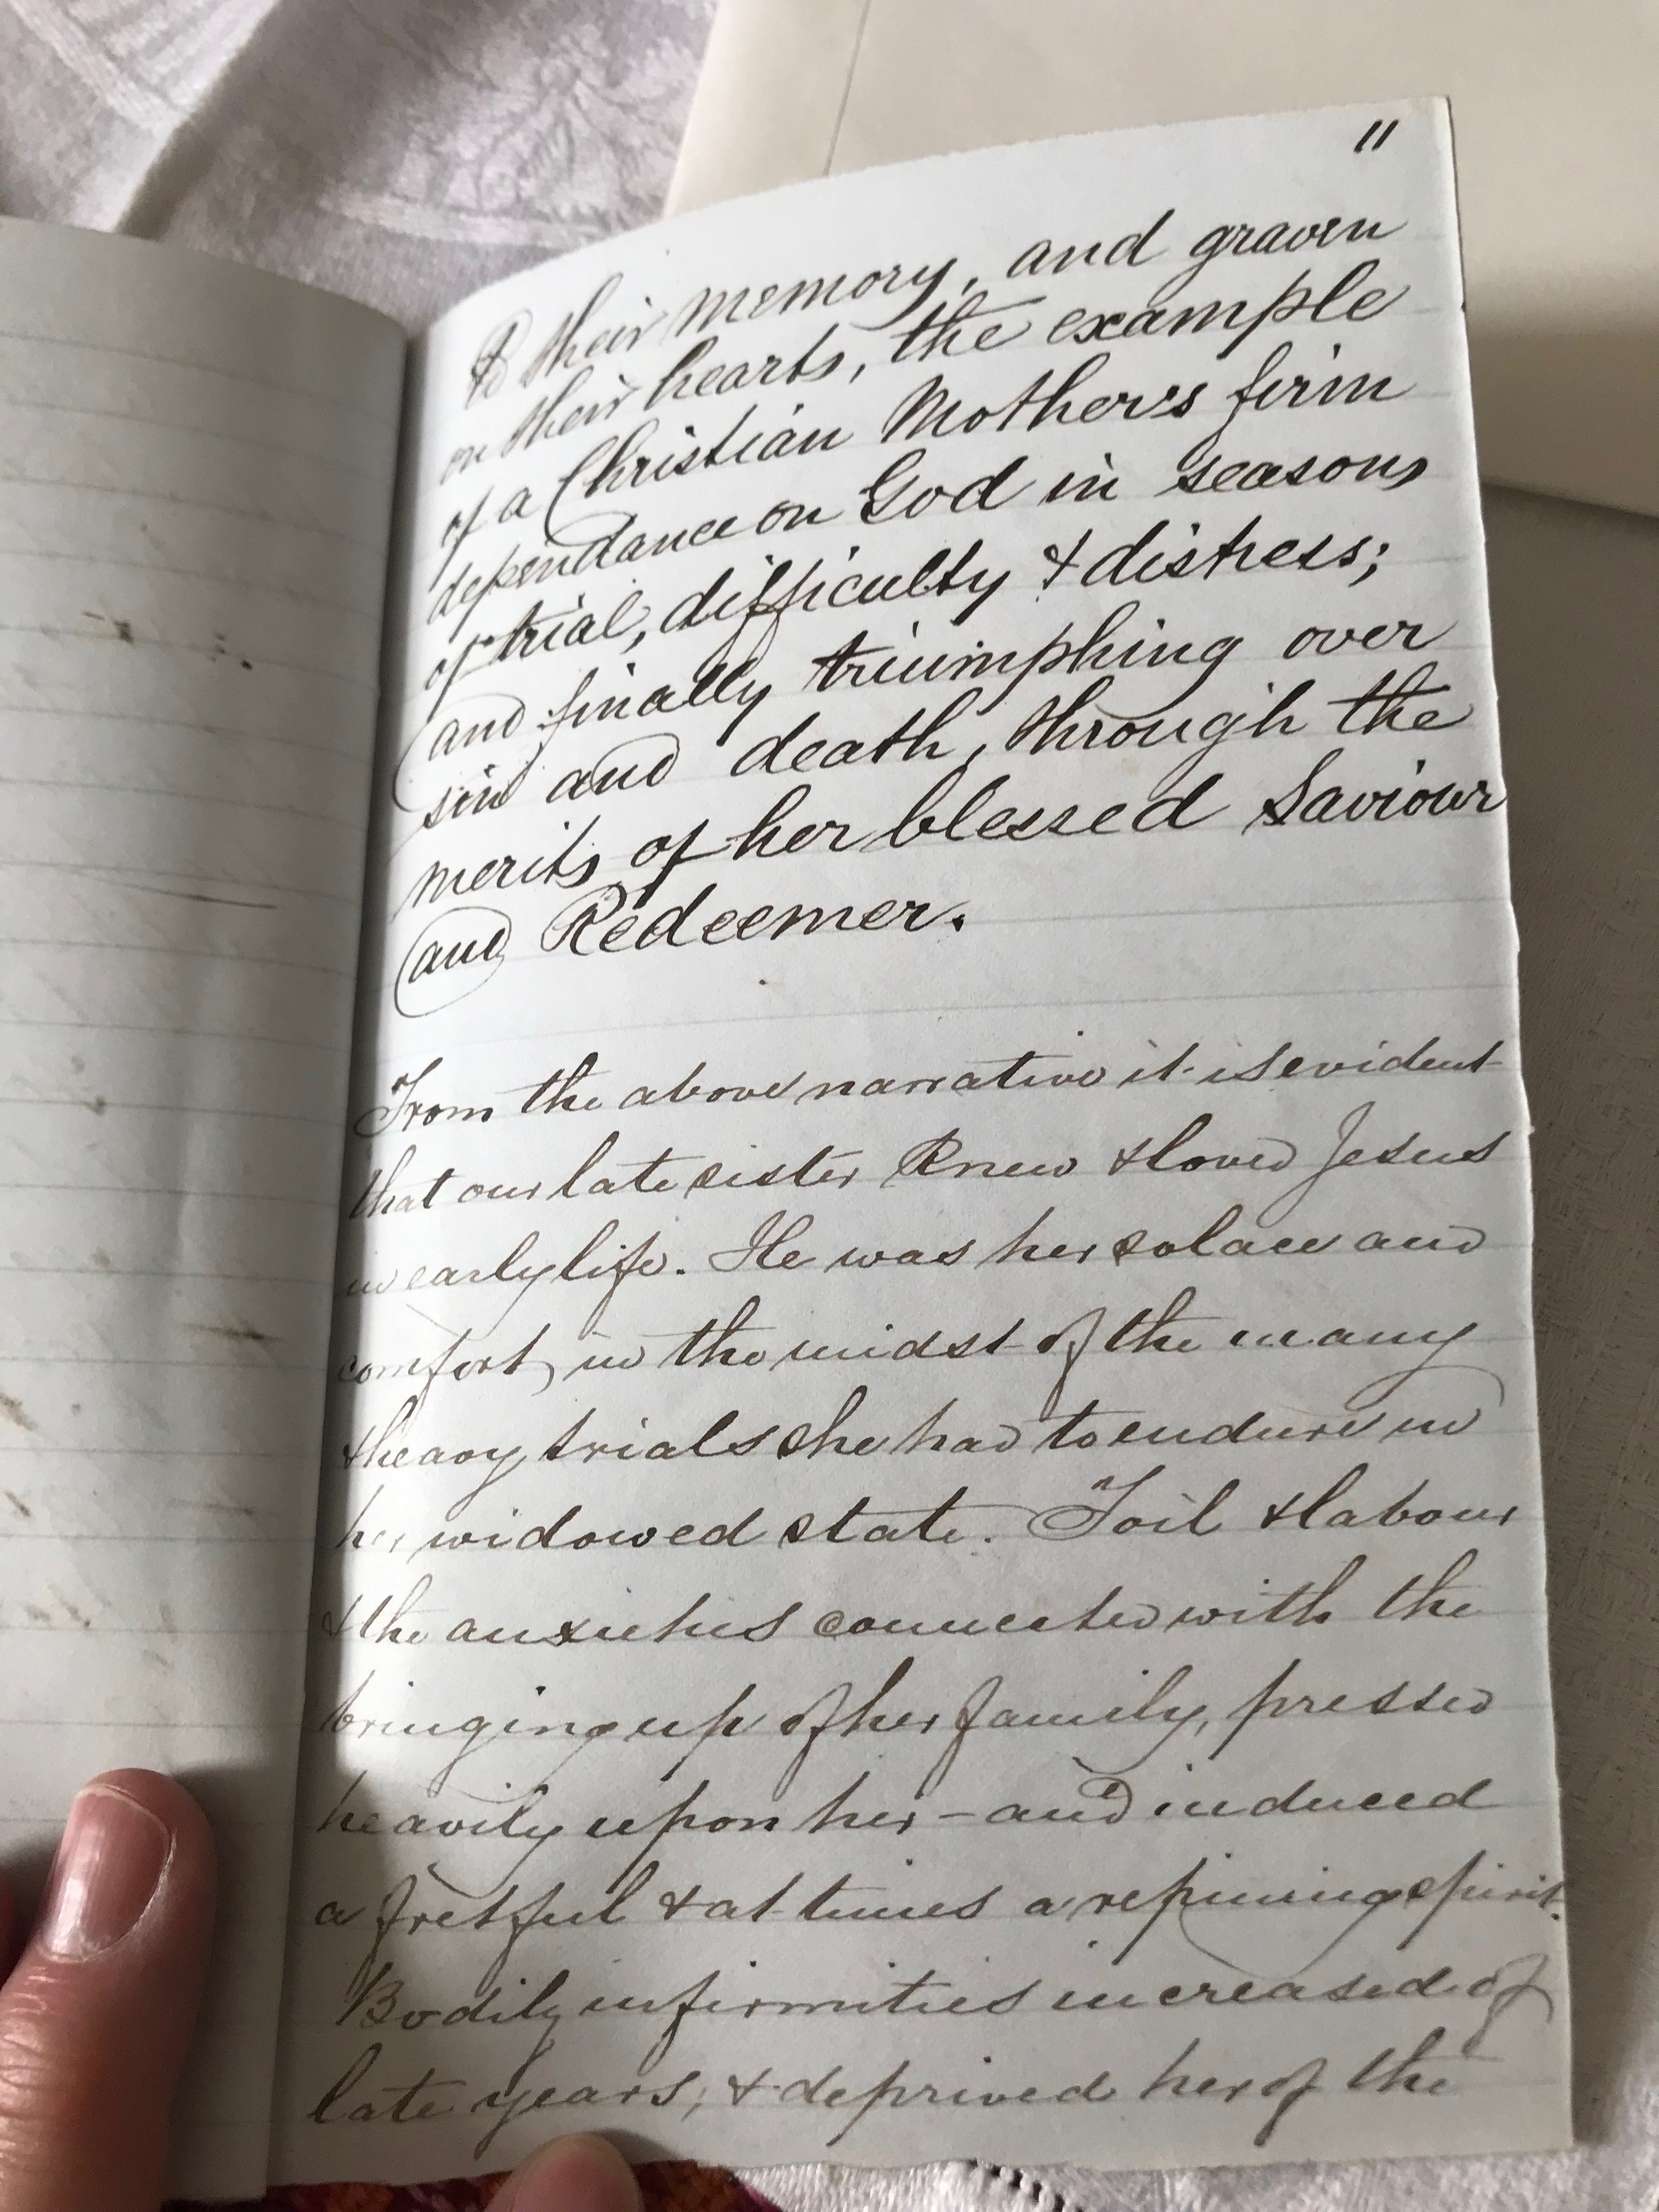 11
to their memory, and graven
on their hearts, the example
of a Christian Mother's firm
dependance on God in seasons
of trial, difficulty & distress;
and finally triumphing over
sin and death, through the
merits of her blessed Saviour
and Redeemer.
From the above narrative it is evident
that our late sister knew & loved Jesus
in early life. He was her solace and
comfort, in the midst of the many
& heavy trials she had to endure in
her widowed state. Toil & labour
& the anxieties connected with the
bringing up of her family, pressed
heavily upon her - and induced
a fretful & at times a repining spirit.
Bodily infirmities increased of
late years; & deprived her of the